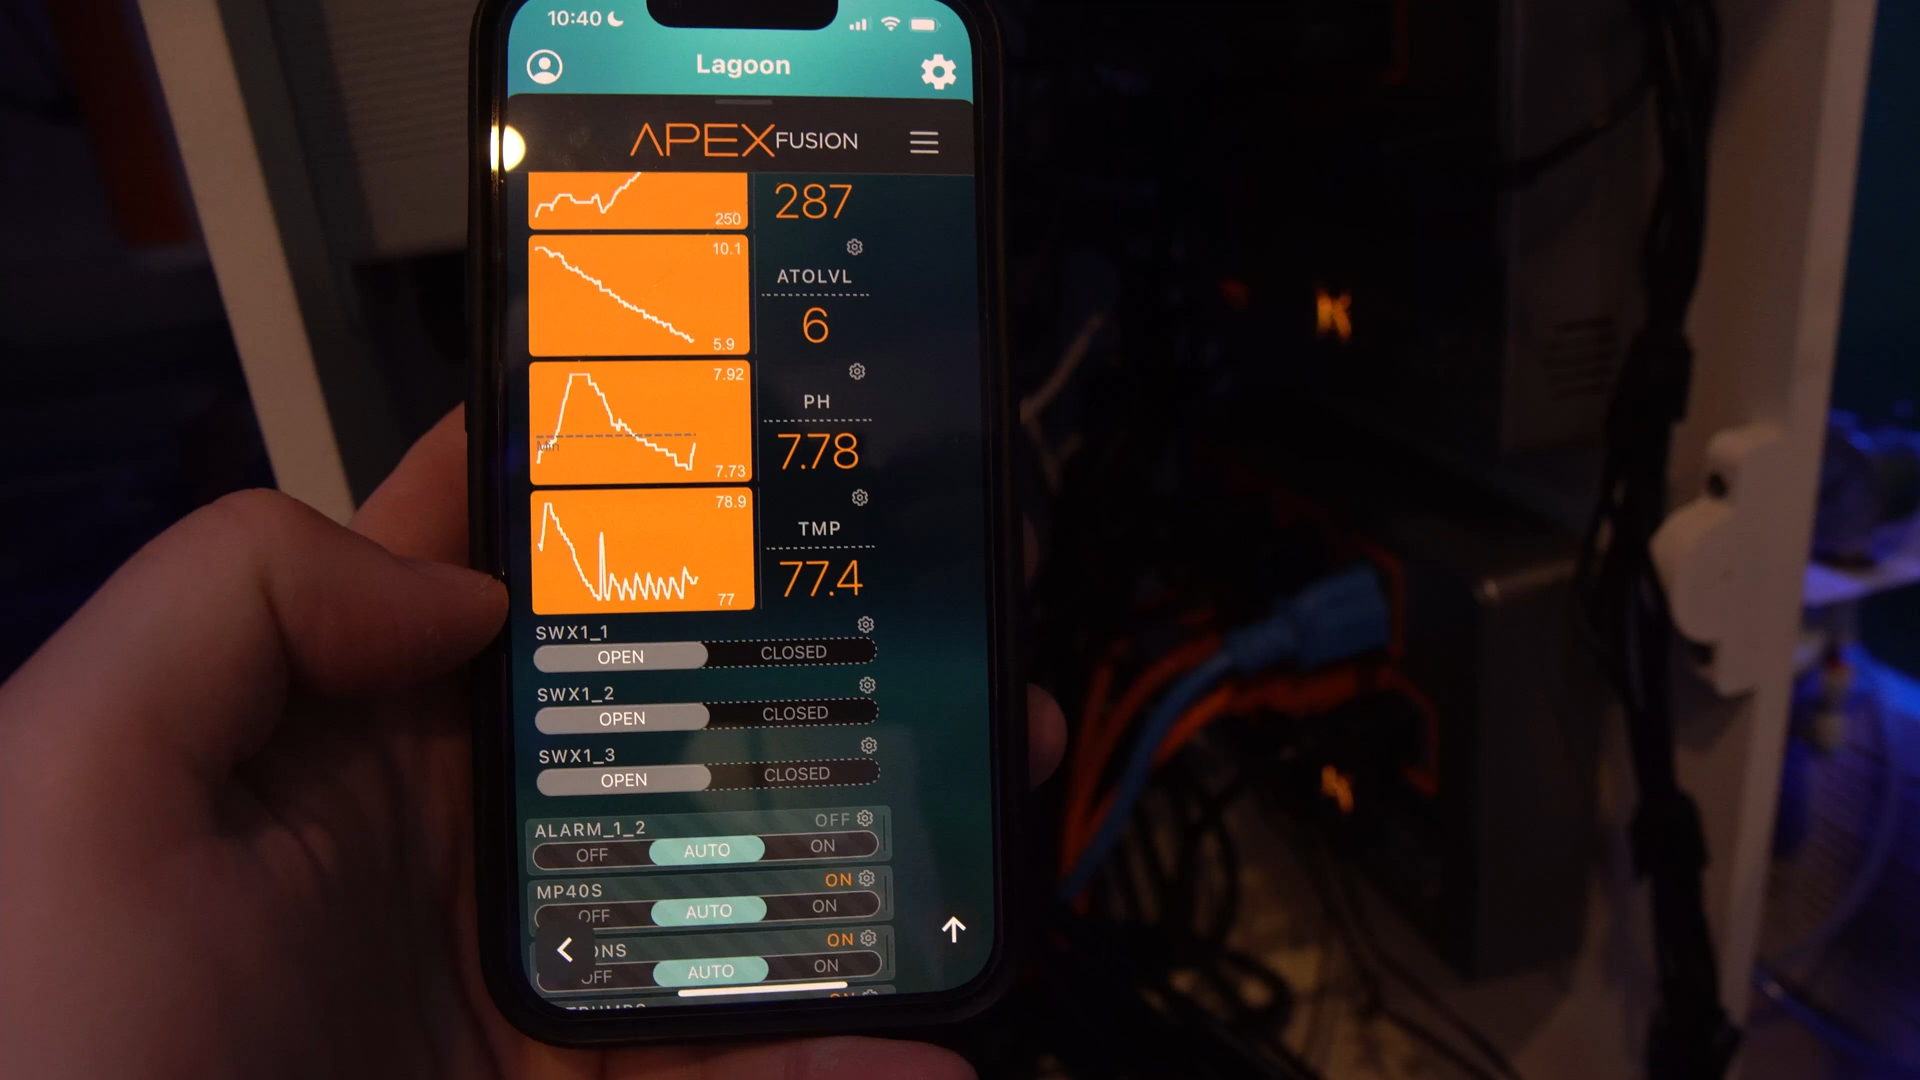 10:40
Lagoon
APEX FUSION
250
287
10.1
5.9
ATOLVL
6
7.92
Min
7.73
PH
7.78
78.9
77
TMP
77.4
SWX1_1
OPEN CLOSED
SWX1_2
OPEN CLOSED
SWX1_3
OPEN CLOSED
ALARM_1_2 OFF
OFF AUTO ON
MP40S ON
OFF AUTO ON
ONS ON
OFF AUTO ON